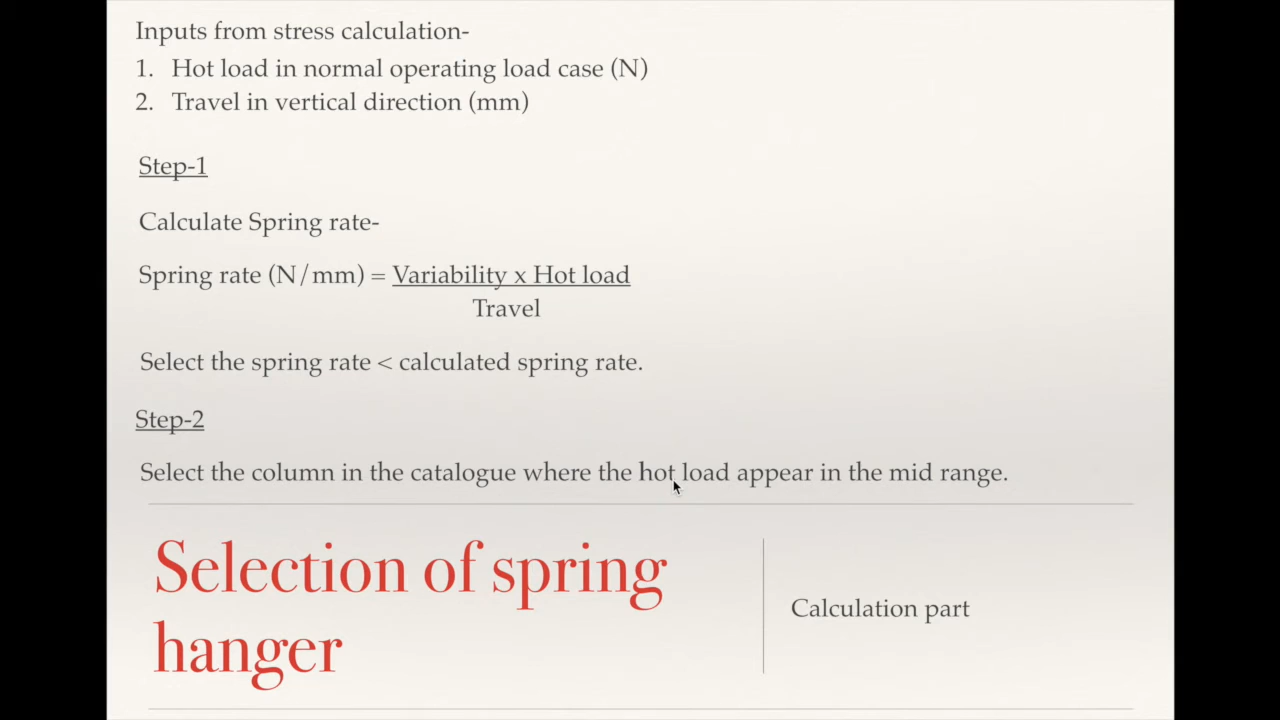 Inputs from stress calculation-
1. Hot load in normal operating load case (N)
2. Travel in vertical direction (mm)
Step-1
Calculate Spring rate-
Spring rate (N/mm) = Variability x Hot load
Travel
Select the spring rate < calculated spring rate.
Step-2
Select the column in the catalogue where the hot load appear in the mid range.
Selection of spring
hanger
Calculation part